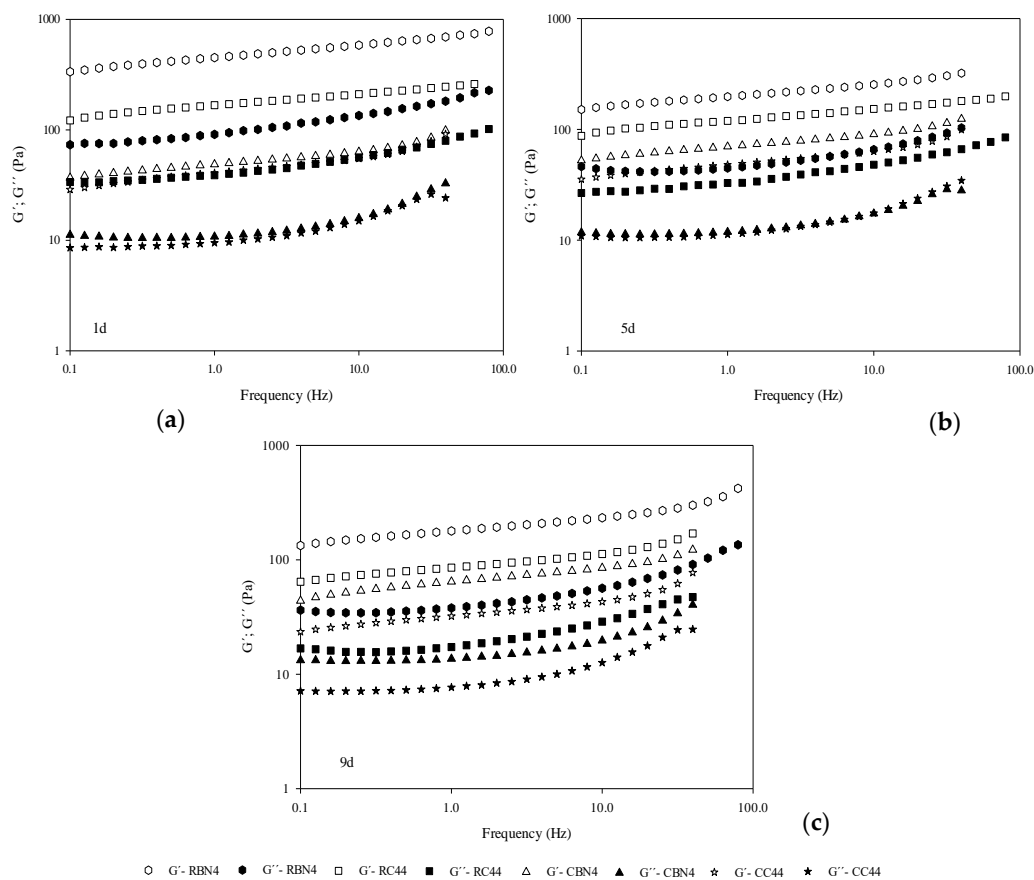 1000
100
10
1
G´; G´´ (Pa)
0.1 1.0 10.0 100.0
Frequency (Hz)
1d
(a)
1000
100
10
1
G´; G´´ (Pa)
0.1 1.0 10.0 100.0
Frequency (Hz)
5d
(b)
1000
100
10
1
G´; G´´ (Pa)
0.1 1.0 10.0 100.0
Frequency (Hz)
9d
(c)
G´- RBN4 G´´- RBN4 G´- RC44 G´´- RC44 G´- CBN4 G´´- CBN4 G´- CC44 G´´- CC44